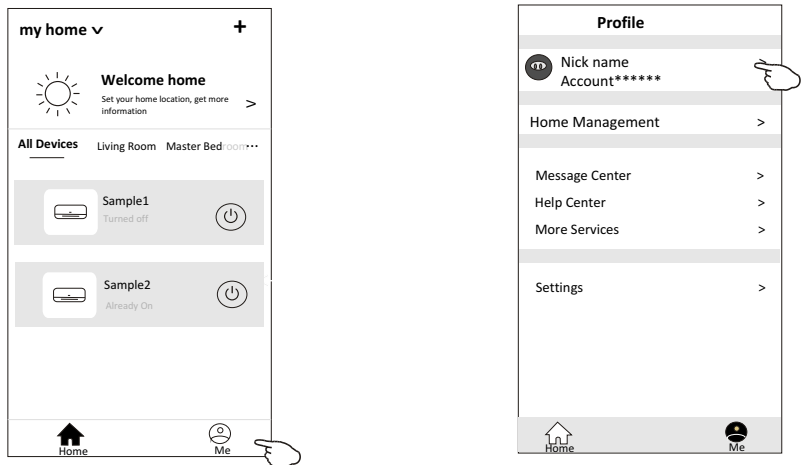 my home
+
Welcome home
Set your home location, get more
information
>
All Devices
Living Room
Master Bedroom...
Sample1
Turned off
Sample2
Already On
Home
Me
Profile
Nick name
Account******
Home Management
>
Message Center
>
Help Center
>
More Services
>
Settings
>
Home
Me